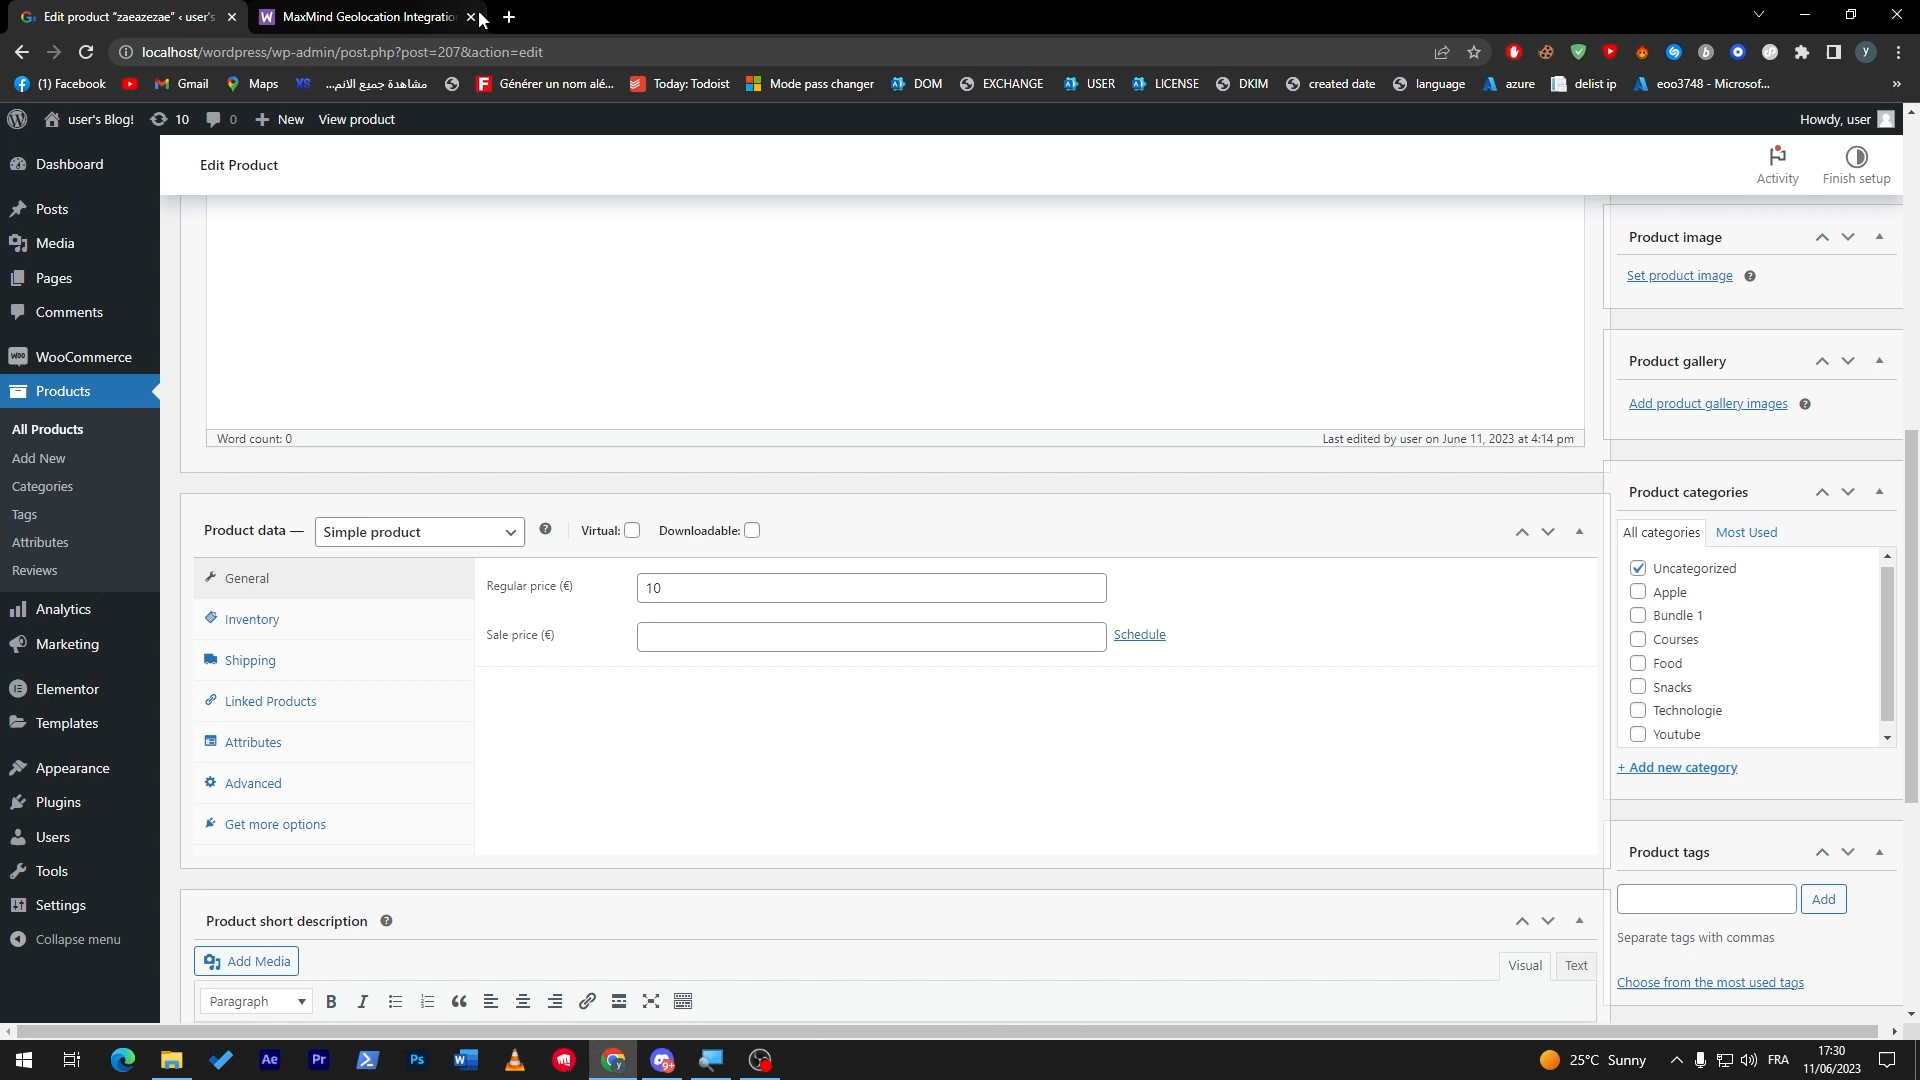 Edit product "zaeazezae" ‹ user's
MaxMind Geolocation Integration
localhost/wordpress/wp-admin/post.php?post=207&action=edit
(1) Facebook
Gmail
Maps
مشاهدة جميع الانم...
Générer un nom alé...
Today: Todoist
Mode pass changer
DOM
EXCHANGE
USER
LICENSE
DKIM
created date
language
azure
delist ip
eoo3748 - Microsof...
»
user's Blog!
10
0
New
View product
Howdy, user
Dashboard
Posts
Media
Pages
Comments
WooCommerce
Products
All Products
Add New
Categories
Tags
Attributes
Reviews
Analytics
Marketing
Elementor
Templates
Appearance
Plugins
Users
Tools
Settings
Collapse menu
Edit Product
Activity
Finish setup
Word count: 0
Last edited by user on June 11, 2023 at 4:14 pm
Product data —
Simple product
Virtual:
Downloadable:
General
Inventory
Shipping
Linked Products
Attributes
Advanced
Get more options
Regular price (€)
10
Sale price (€)
Schedule
Product short description
Add Media
Visual
Text
Paragraph
Product image
Set product image
Product gallery
Add product gallery images
Product categories
All categories
Most Used
Uncategorized
Apple
Bundle 1
Courses
Food
Snacks
Technologie
Youtube
+ Add new category
Product tags
Add
Separate tags with commas
Choose from the most used tags
25°C Sunny
FRA
17:30
11/06/2023